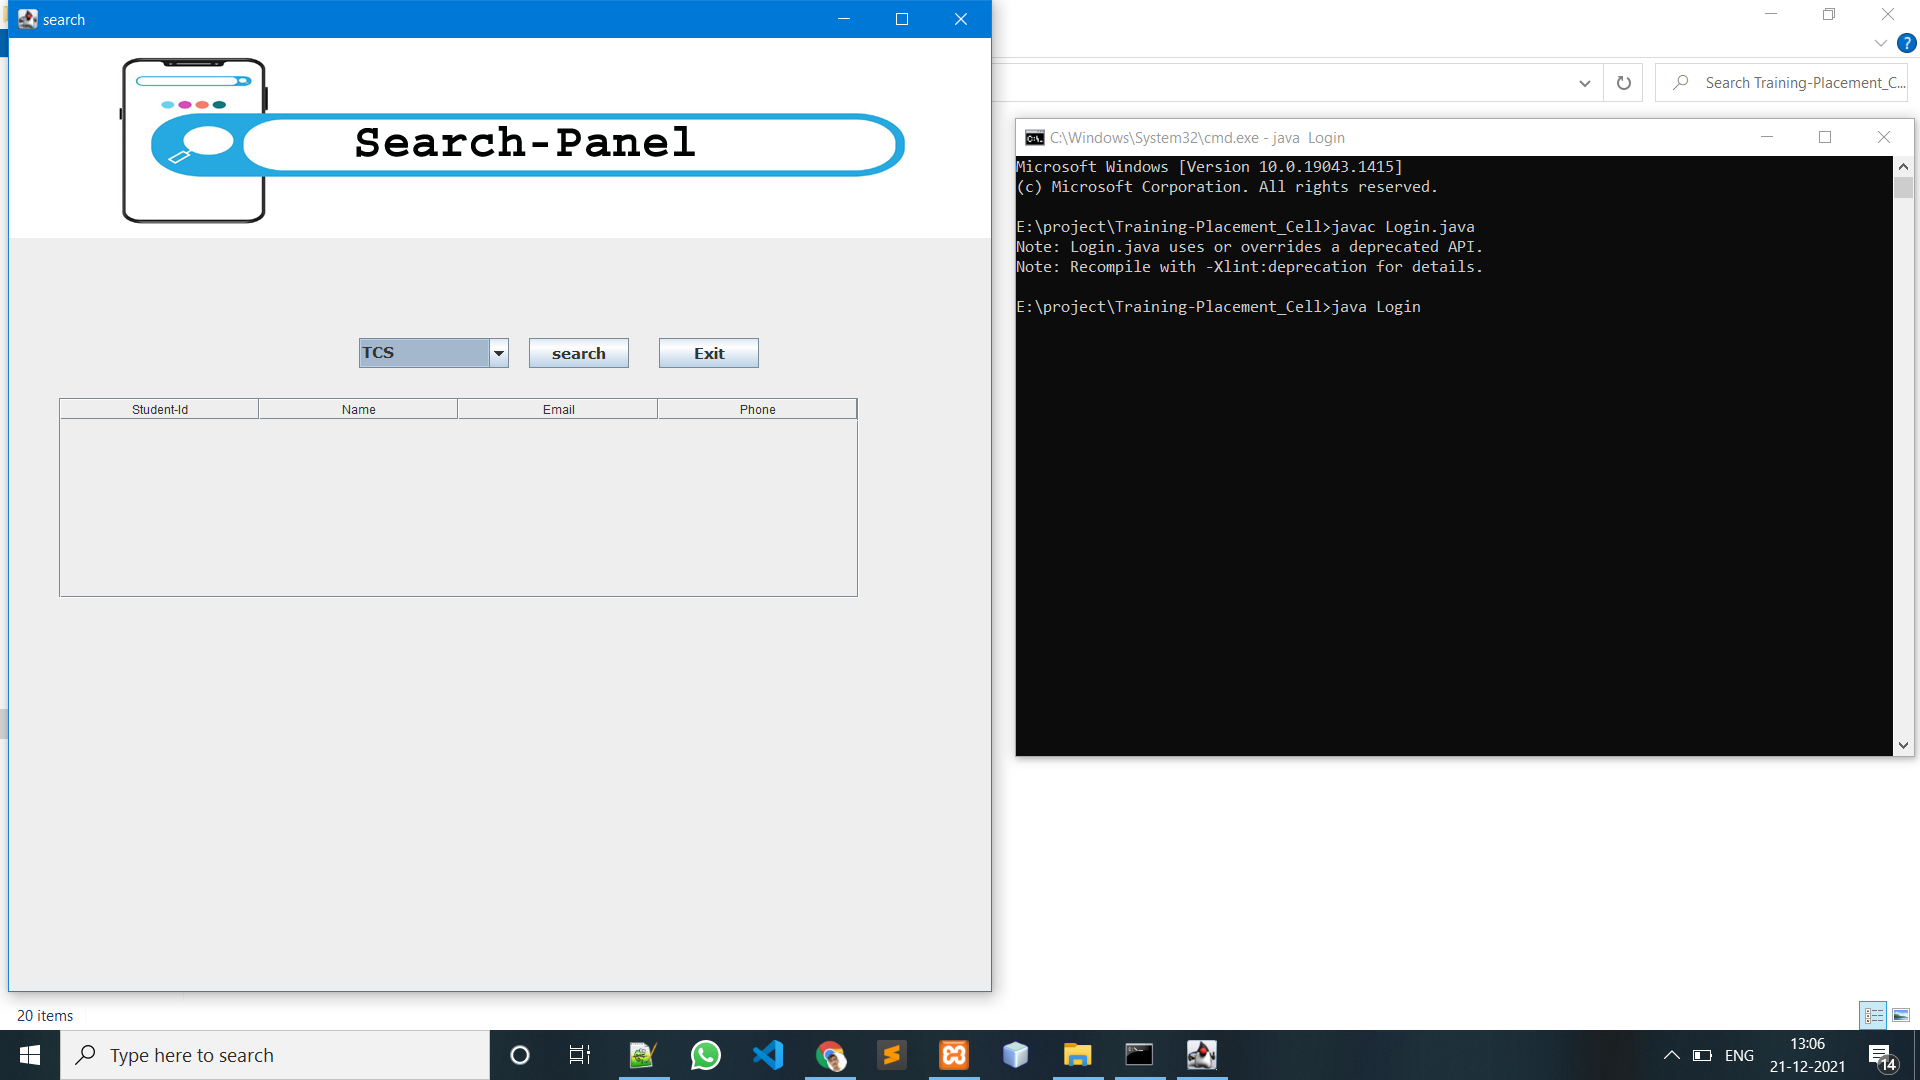 search
Search-Panel
TCS
search
Exit
Student-Id
Name
Email
Phone
Search Training-Placement_C...
?
C:\Windows\System32\cmd.exe - java  Login
Microsoft Windows [Version 10.0.19043.1415]
(c) Microsoft Corporation. All rights reserved.
E:\project\Training-Placement_Cell>javac Login.java
Note: Login.java uses or overrides a deprecated API.
Note: Recompile with -Xlint:deprecation for details.
E:\project\Training-Placement_Cell>java Login
20 items
Type here to search
ENG
13:06
21-12-2021
14